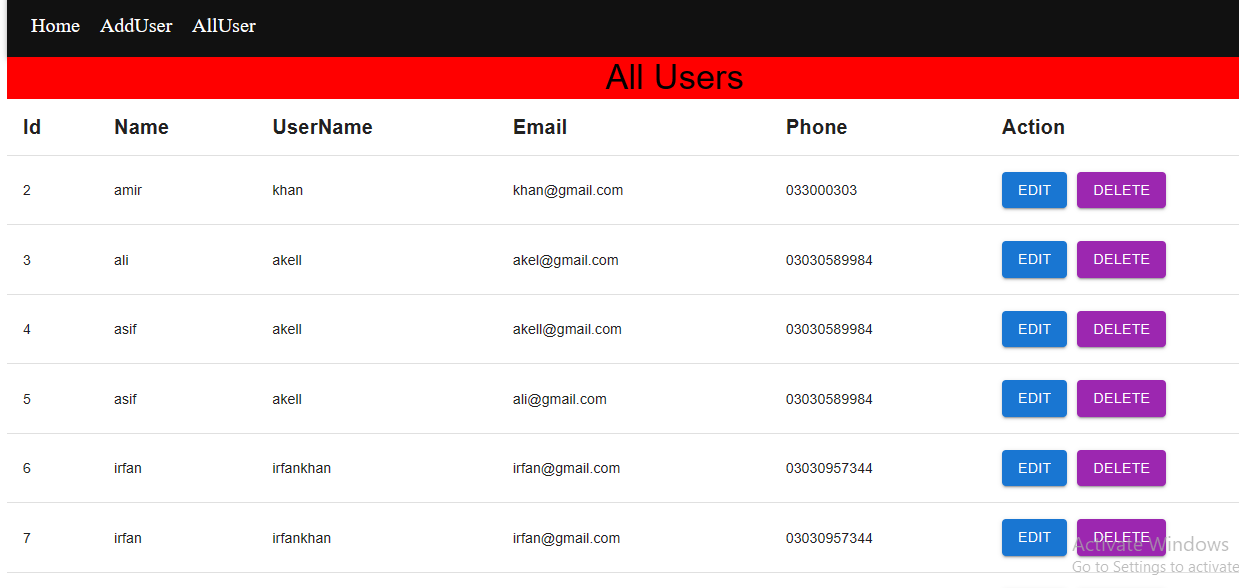 Home AddUser AllUser
All Users
Id Name UserName Email Phone Action
2 amir khan khan@gmail.com 033000303 EDIT DELETE
3 ali akell akel@gmail.com 03030589984 EDIT DELETE
4 asif akell akell@gmail.com 03030589984 EDIT DELETE
5 asif akell ali@gmail.com 03030589984 EDIT DELETE
6 irfan irfankhan irfan@gmail.com 03030957344 EDIT DELETE
7 irfan irfankhan irfan@gmail.com 03030957344 EDIT DELETE
Activate Windows
Go to Settings to activate